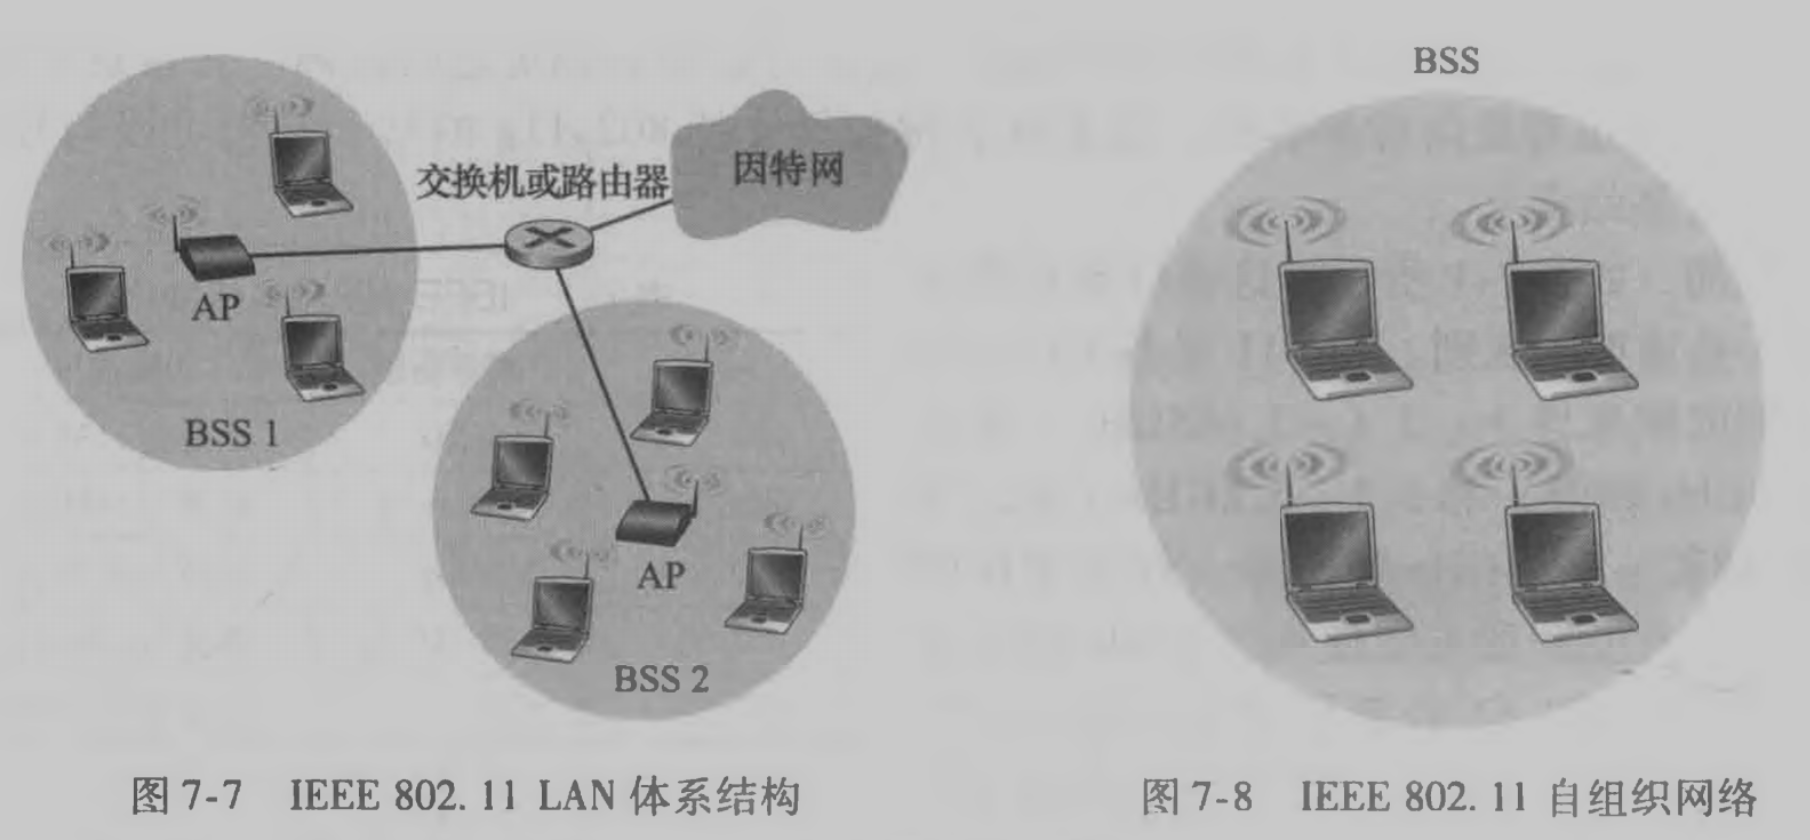 BSS
因特网
交换机或路由器
AP
BSS 1
AP
BSS 2
图 7-7 IEEE 802. 11 LAN 体系结构
图 7-8 IEEE 802. 11 自组织网络